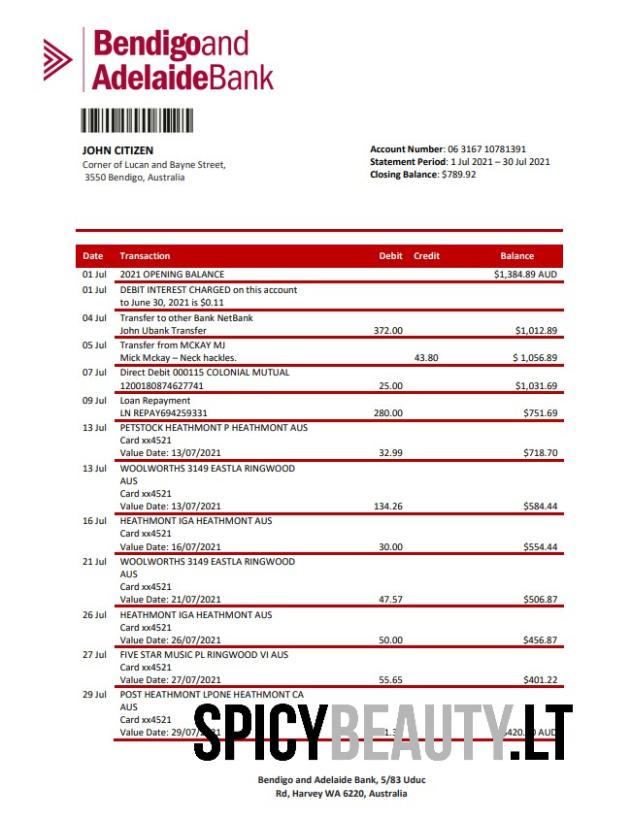 Bendigoand
AdelaideBank
JOHN CITIZEN
Corner of Lucan and Bayne Street,
3550 Bendigo, Australia
Account Number: 06 3167 10781391
Statement Period: 1 Jul 2021 – 30 Jul 2021
Closing Balance: $789.92
Date Transaction Debit Credit Balance
01 Jul 2021 OPENING BALANCE $1,384.89 AUD
01 Jul DEBIT INTEREST CHARGED on this account
to June 30, 2021 is $0.11
04 Jul Transfer to other Bank NetBank
John Ubank Transfer 372.00 $1,012.89
05 Jul Transfer from MCKAY MJ
Mick Mckay – Neck hackles. 43.80 $ 1,056.89
07 Jul Direct Debit 000115 COLONIAL MUTUAL
1200180874627741 25.00 $1,031.69
09 Jul Loan Repayment
LN REPAY694259331 280.00 $751.69
13 Jul PETSTOCK HEATHMONT P HEATHMONT AUS
Card xx4521
Value Date: 13/07/2021 32.99 $718.70
13 Jul WOOLWORTHS 3149 EASTLA RINGWOOD
AUS
Card xx4521
Value Date: 13/07/2021 134.26 $584.44
16 Jul HEATHMONT IGA HEATHMONT AUS
Card xx4521
Value Date: 16/07/2021 30.00 $554.44
21 Jul WOOLWORTHS 3149 EASTLA RINGWOOD
AUS
Card xx4521
Value Date: 21/07/2021 47.57 $506.87
26 Jul HEATHMONT IGA HEATHMONT AUS
Card xx4521
Value Date: 26/07/2021 50.00 $456.87
27 Jul FIVE STAR MUSIC PL RINGWOOD VI AUS
Card xx4521
Value Date: 27/07/2021 55.65 $401.22
29 Jul POST HEATHMONT LPONE HEATHMONT CA
AUS
Card xx4521
Value Date: AUD
SPICYBEAUTY.LT
Bendigo and Adelaide Bank, 5/83 Uduc
Rd, Harvey WA 6220, Australia